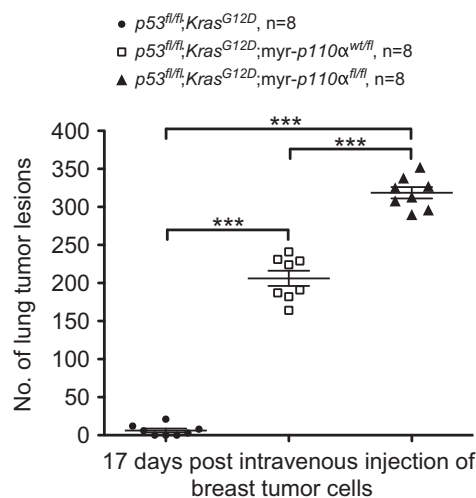 ● p53fl/fl;KrasG12D, n=8
□ p53fl/fl;KrasG12D;myr-p110αwt/fl, n=8
▲ p53fl/fl;KrasG12D;myr-p110αfl/fl, n=8
No. of lung tumor lesions
400
350
300
250
200
150
100
50
0
***
***
***
17 days post intravenous injection of
breast tumor cells